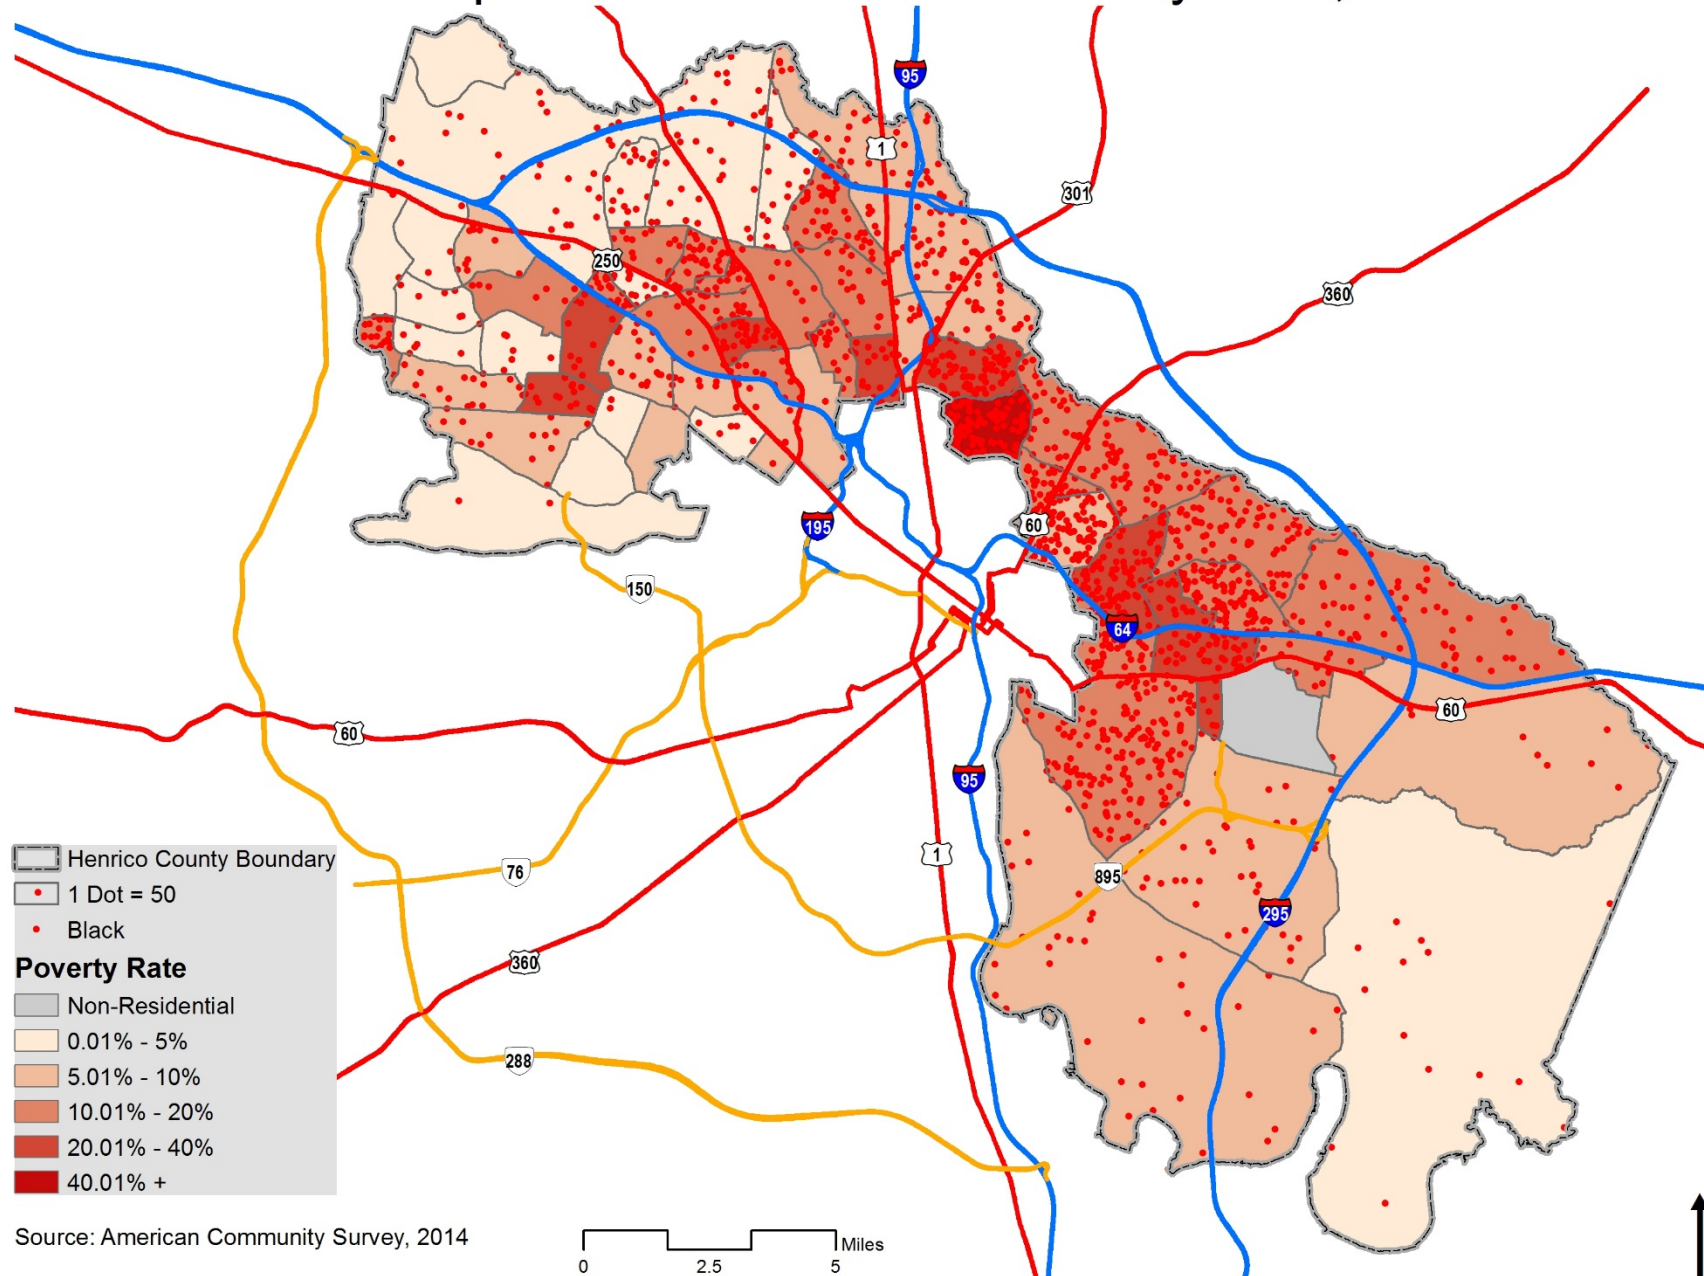 95
1
301
250
360
60
195
150
64
60
60
95
1
895
76
295
360
288
Henrico County Boundary
1 Dot = 50
Black
Poverty Rate
Non-Residential
0.01% - 5%
5.01% - 10%
10.01% - 20%
20.01% - 40%
40.01% +
Source: American Community Survey, 2014
Miles
0 2.5 5